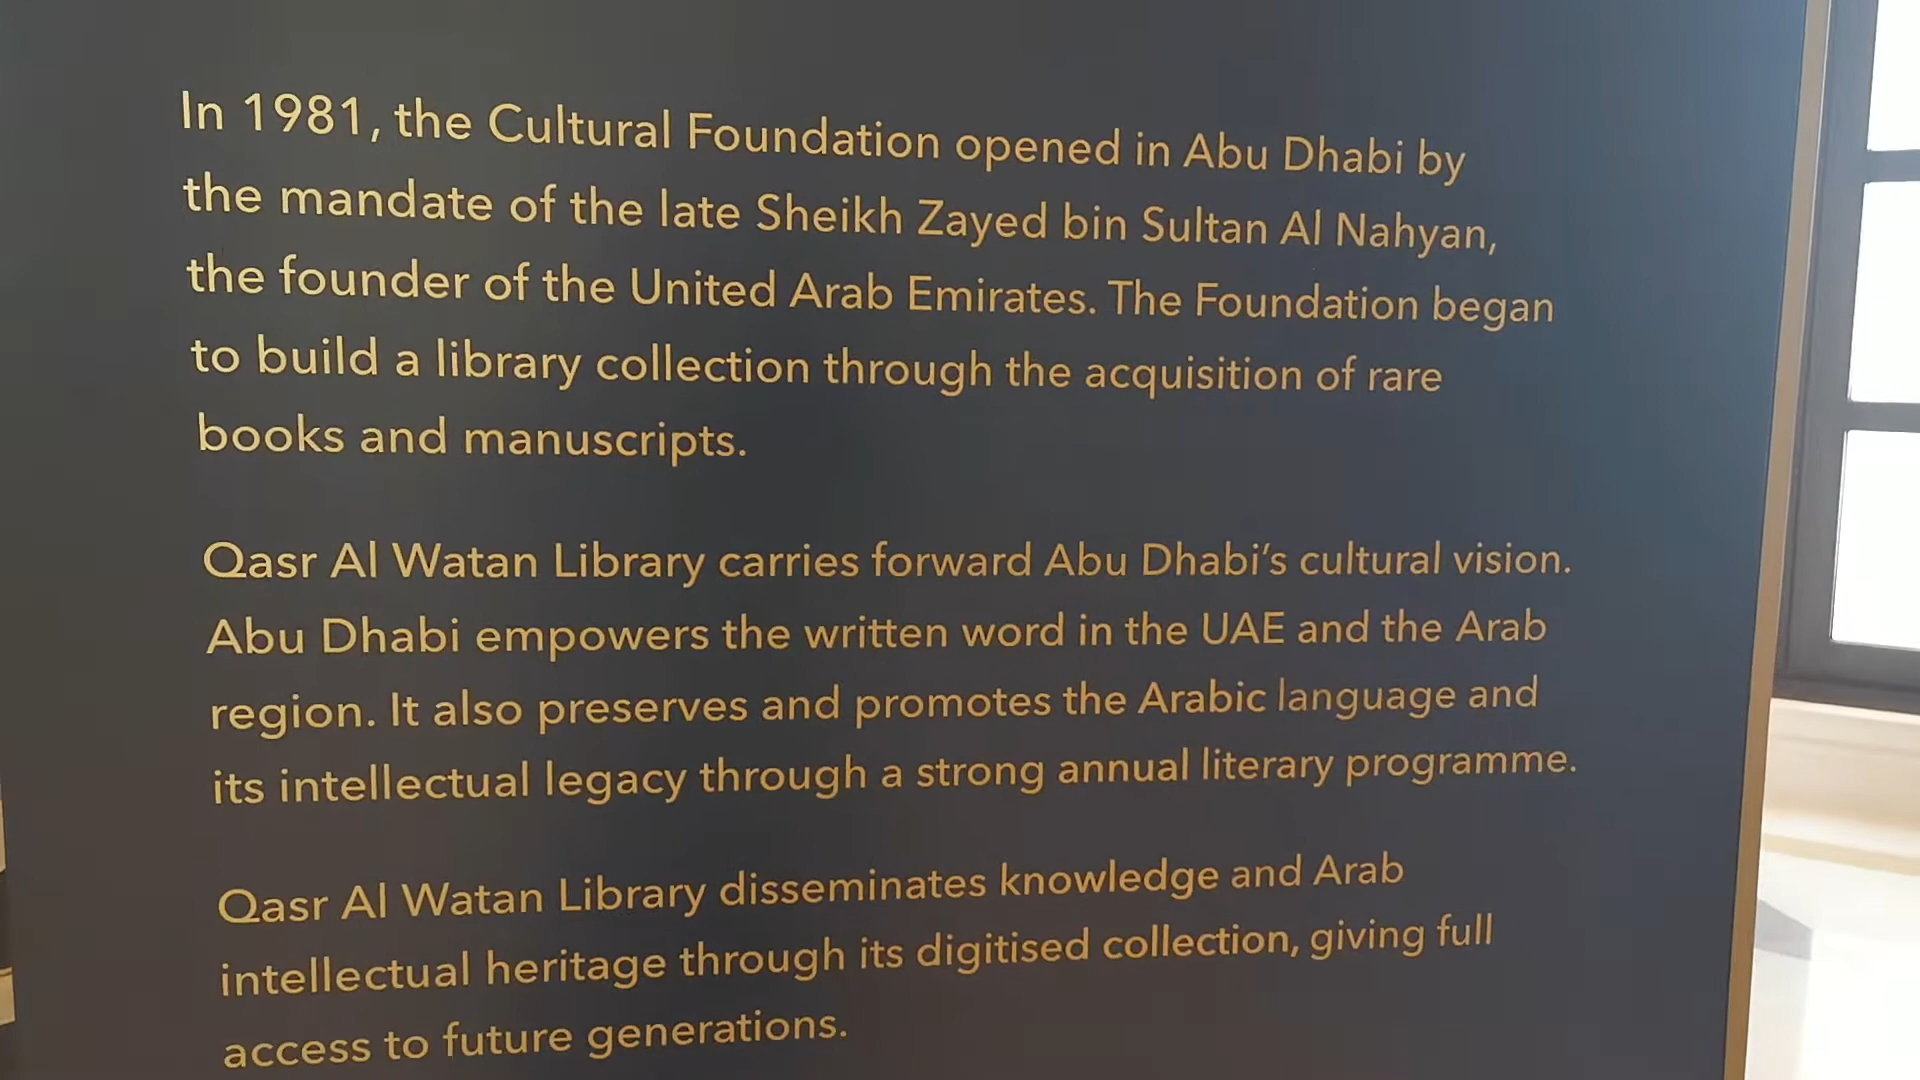 In 1981, the Cultural Foundation opened in Abu Dhabi by
the mandate of the late Sheikh Zayed bin Sultan Al Nahyan,
the founder of the United Arab Emirates. The Foundation began
to build a library collection through the acquisition of rare
books and manuscripts.
Qasr Al Watan Library carries forward Abu Dhabi’s cultural vision.
Abu Dhabi empowers the written word in the UAE and the Arab
region. It also preserves and promotes the Arabic language and
its intellectual legacy through a strong annual literary programme.
Qasr Al Watan Library disseminates knowledge and Arab
intellectual heritage through its digitised collection, giving full
access to future generations.